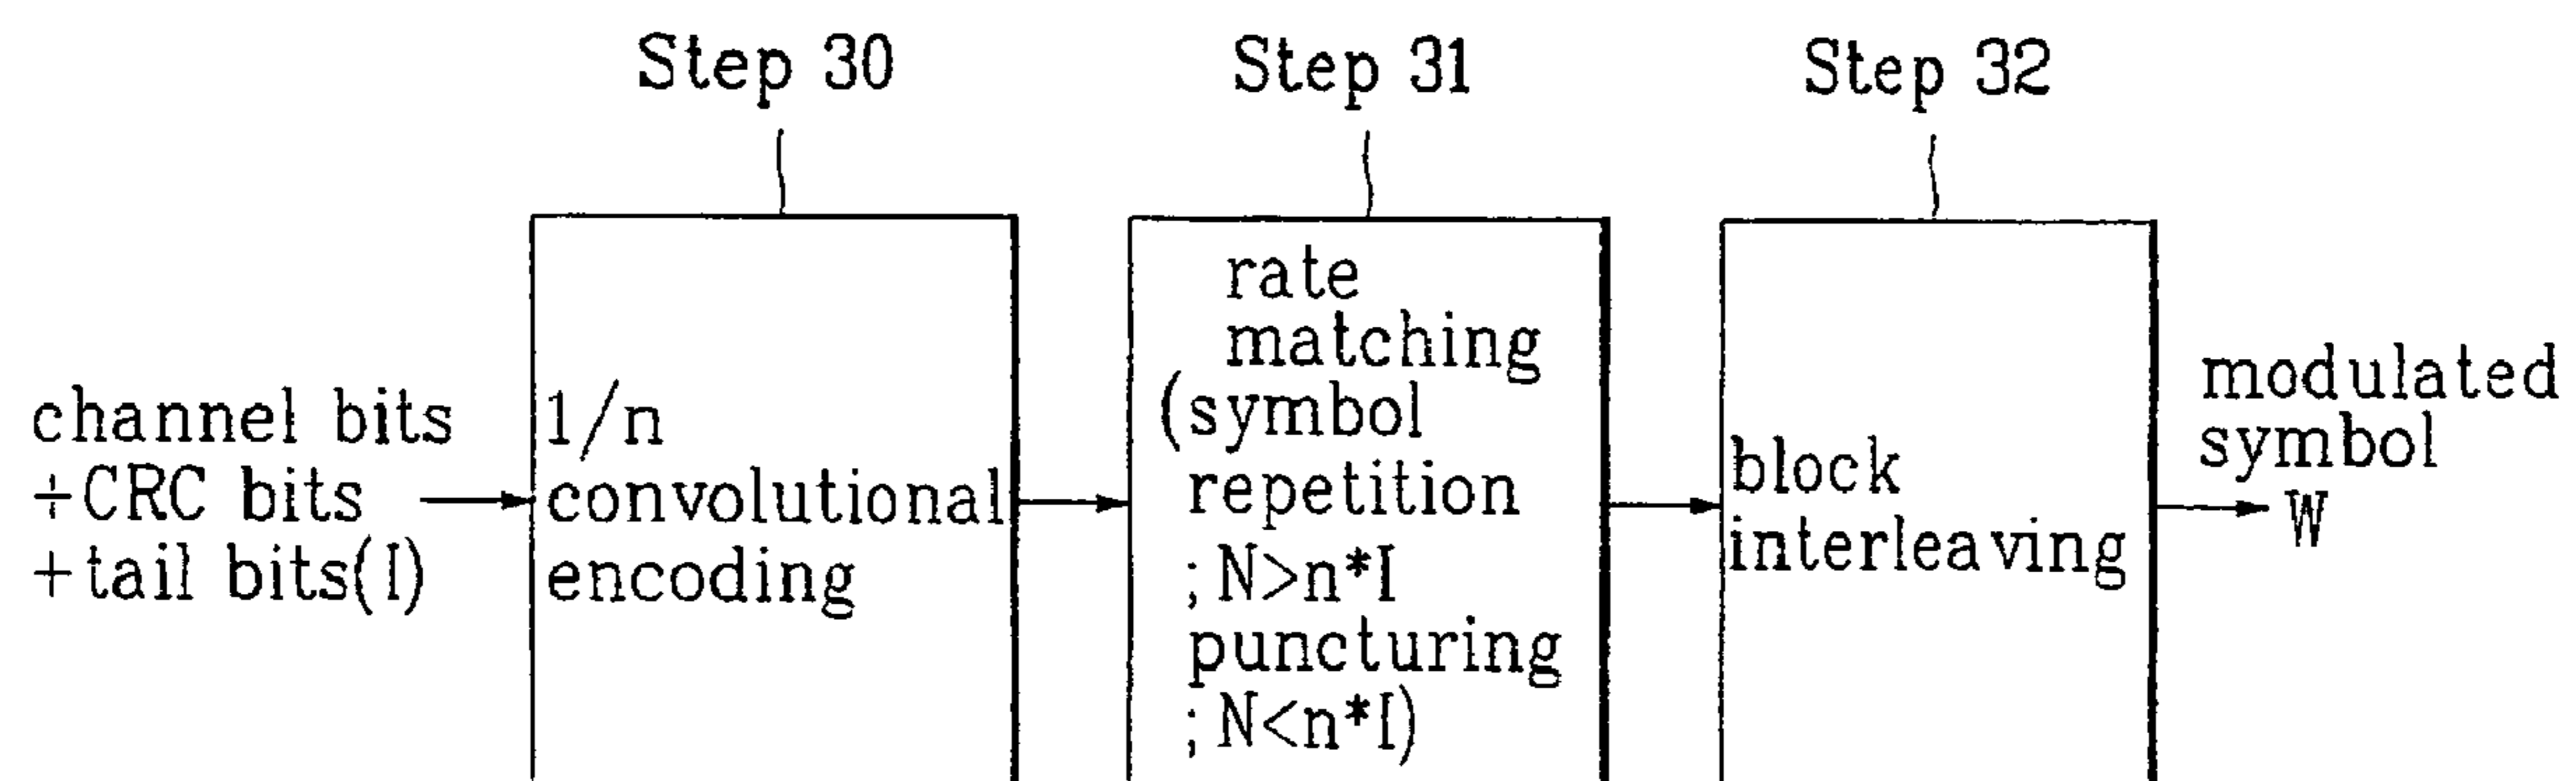 Step 30
Step 31
Step 32
channel bits
+CRC bits
+tail bits(I)
1/n
convolutional
encoding
rate
matching
(symbol
repetition
;N>n*I
puncturing
;N<n*I)
block
interleaving
modulated
symbol
W